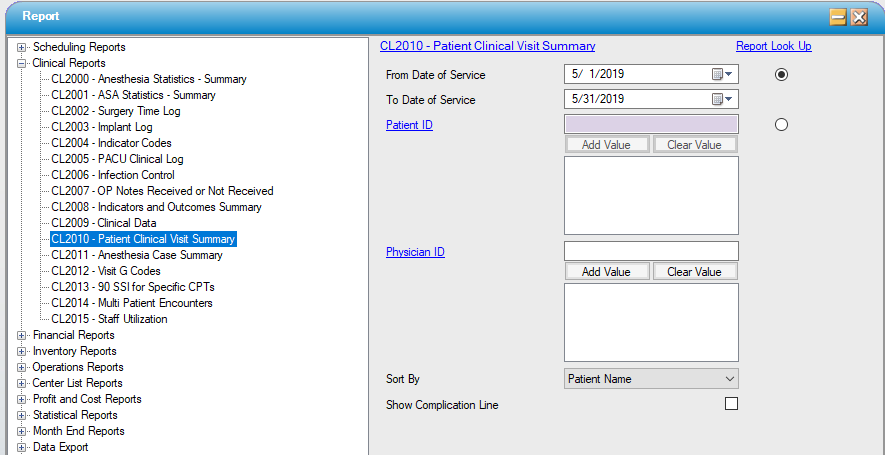 Report
Scheduling Reports
Clinical Reports
CL2000 - Anesthesia Statistics - Summary
CL2001 - ASA Statistics - Summary
CL2002 - Surgery Time Log
CL2003 - Implant Log
CL2004 - Indicator Codes
CL2005 - PACU Clinical Log
CL2006 - Infection Control
CL2007 - OP Notes Received or Not Received
CL2008 - Indicators and Outcomes Summary
CL2009 - Clinical Data
CL2010 - Patient Clinical Visit Summary
CL2011 - Anesthesia Case Summary
CL2012 - Visit G Codes
CL2013 - 90 SSI for Specific CPTs
CL2014 - Multi Patient Encounters
CL2015 - Staff Utilization
Financial Reports
Inventory Reports
Operations Reports
Center List Reports
Profit and Cost Reports
Statistical Reports
Month End Reports
Data Export
CL2010 - Patient Clinical Visit Summary Report Look Up
From Date of Service 5/ 1/2019
To Date of Service 5/31/2019
Patient ID
Add Value Clear Value
Physician ID
Add Value Clear Value
Sort By Patient Name
Show Complication Line